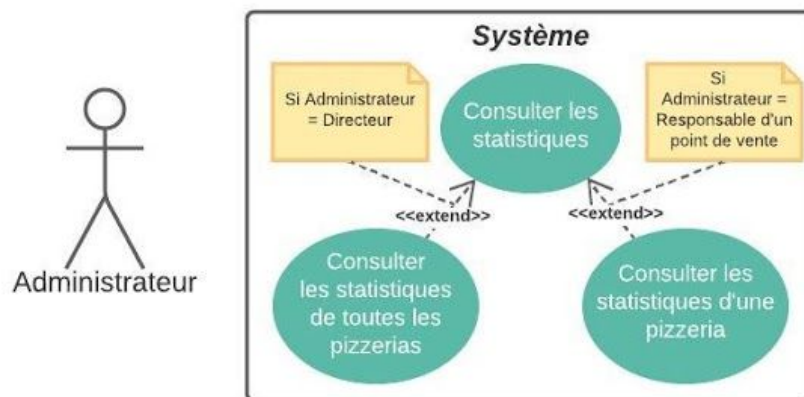 Système
Si Administrateur
= Directeur
Consulter les
statistiques
Si
Administrateur =
Responsable d'un
point de vente
<<extend>>
<<extend>>
Administrateur
Consulter
les statistiques
de toutes les
pizzerias
Consulter les
statistiques d'une
pizzeria